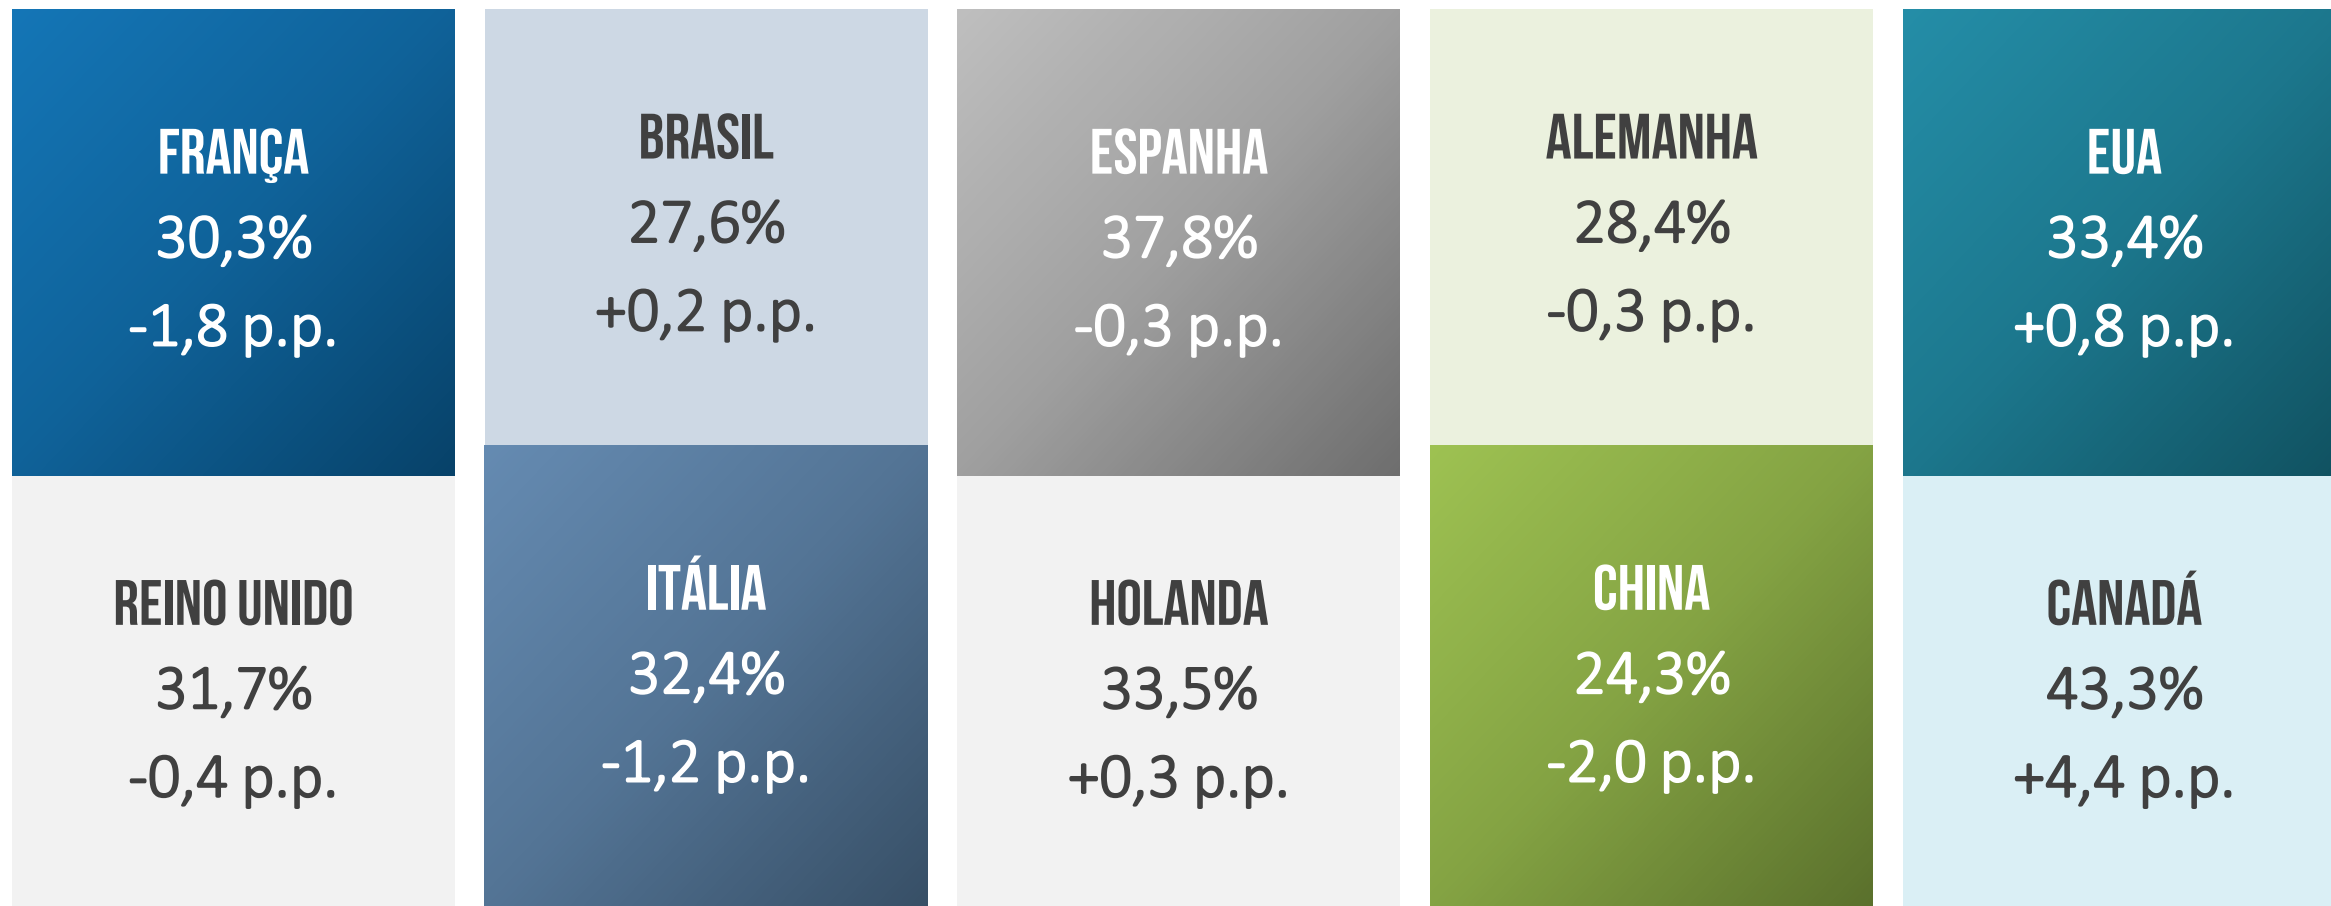 FRANÇA
30,3%
-1,8 p.p.
BRASIL
27,6%
+0,2 p.p.
ESPANHA
37,8%
-0,3 p.p.
ALEMANHA
28,4%
-0,3 p.p.
EUA
33,4%
+0,8 p.p.
REINO UNIDO
31,7%
-0,4 p.p.
ITÁLIA
32,4%
-1,2 p.p.
HOLANDA
33,5%
+0,3 p.p.
CHINA
24,3%
-2,0 p.p.
CANADÁ
43,3%
+4,4 p.p.